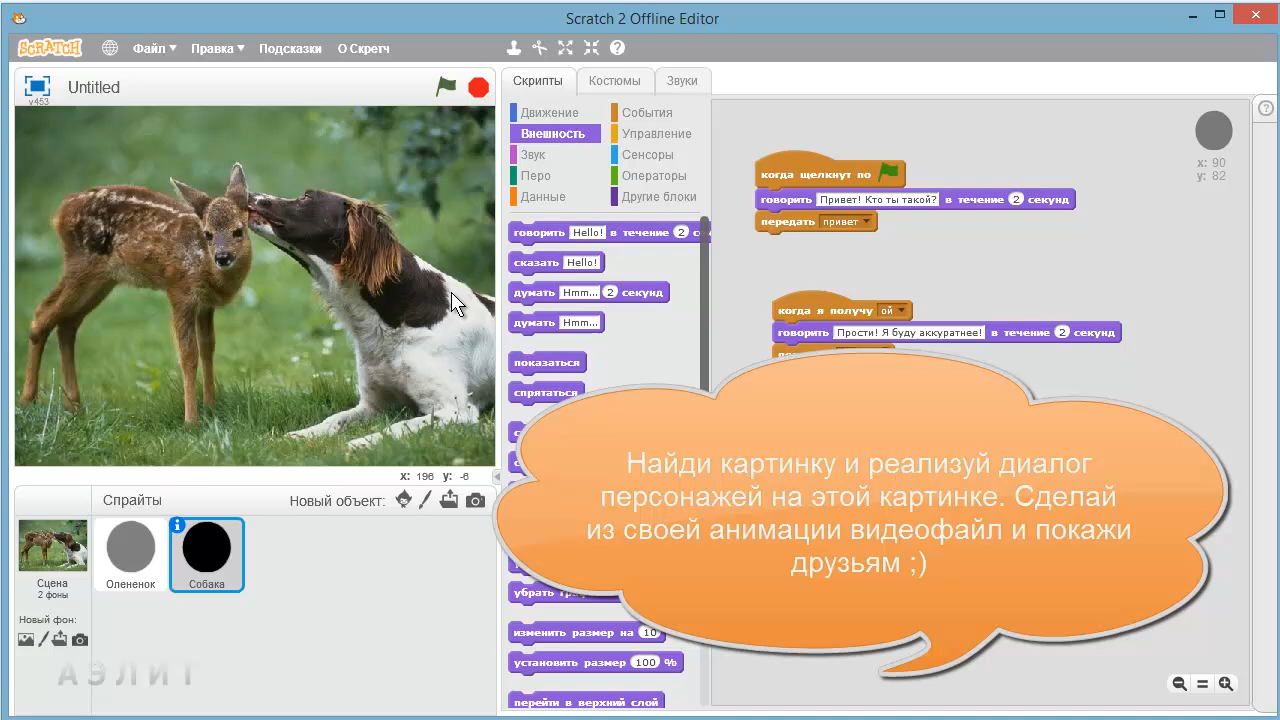 Scratch 2 Offline Editor
SCRATCH
Файл
Правка
Подсказки
О Скретч
v453
Untitled
Скрипты
Костюмы
Звуки
Движение
События
Внешность
Управление
Звук
Сенсоры
Перо
Операторы
Данные
Другие блоки
говорить Hello! в течение 2
сказать Hello!
думать Hmm... 2 секунд
думать Hmm...
показаться
спрятаться
убрать
изменить размер на 10
установить размер 100 %
перейти в верхний слой
когда щелкнут по
говорить Привет! Кто ты такой? в течение 2 секунд
передать привет
когда я получу ой
говорить Прости! Я буду аккуратнее! в течение 2 секунд
x: 90
y: 82
Найди картинку и реализуй диалог
персонажей на этой картинке. Сделай
из своей анимации видеофайл и покажи
друзьям ;)
x: 196 y: -6
Спрайты
Новый объект:
Сцена
2 фоны
Новый фон:
Олененок
Собака
АЭЛИТ